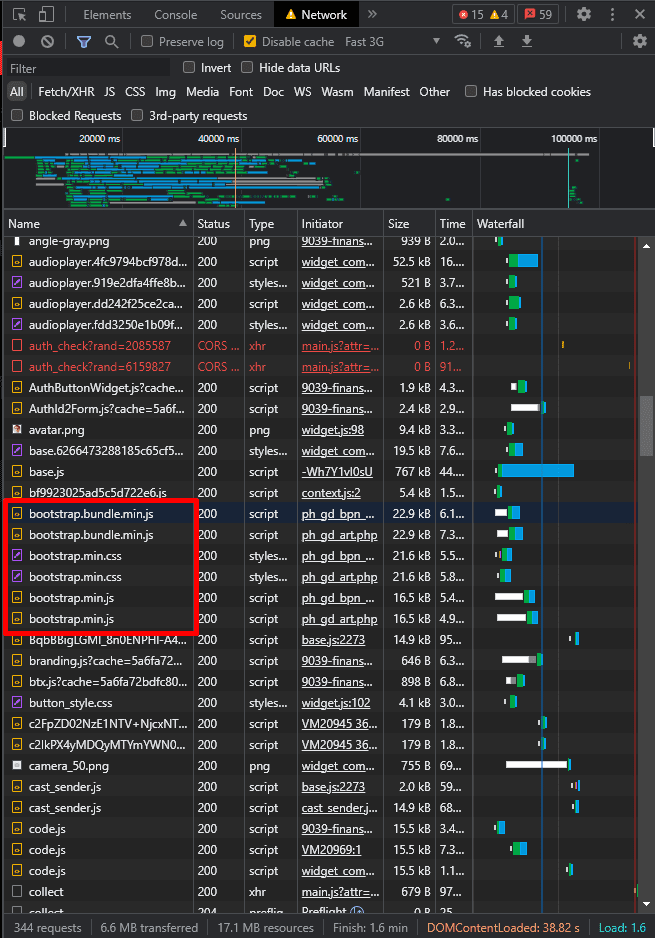 Elements Console Sources Network 15 4 59
Preserve log Disable cache Fast 3G
Filter Invert Hide data URLs
All Fetch/XHR JS CSS Img Media Font Doc WS Wasm Manifest Other Has blocked cookies
Blocked Requests 3rd-party requests
20000 ms 40000 ms 60000 ms 80000 ms 100000 ms
Name Status Type Initiator Size Time Waterfall
angle-gray.png 200 png 9039-finans... 939 B 2.0...
audioplayer.4fc9794bcf978d... 200 script widget_com... 52.5 kB 16....
audioplayer.919e2dfa4ffe8b... 200 styles... widget_com... 521 B 3.7...
audioplayer.dd242f25ce2ca... 200 script widget_com... 2.6 kB 6.3...
audioplayer.fdd3250e1b09f... 200 styles... widget_com... 2.6 kB 3.6...
auth_check?rand=2085587 CORS ... xhr main.js?attr=... 0 B 1.2...
auth_check?rand=6159827 CORS ... xhr main.js?attr=... 0 B 91...
AuthButtonWidget.js?cache... 200 script 9039-finans... 1.9 kB 4.3...
AuthId2Form.js?cache=5a6f... 200 script 9039-finans... 2.4 kB 2.9...
avatar.png 200 png widget.js:98 9.4 kB 3.3...
base.6266473288185c65cf5... 200 styles... widget_com... 19.5 kB 7.6...
base.js 200 script -Wh7Y1vI0sU 767 kB 44....
bf9923025ad5c5d722e6.js 200 script context.js:2 5.4 kB 1.5...
bootstrap.bundle.min.js 200 script ph_gd_bpn_... 22.9 kB 6.1...
bootstrap.bundle.min.js 200 script ph_gd_art.php 22.9 kB 7.3...
bootstrap.min.css 200 styles... ph_gd_bpn_... 21.6 kB 5.5...
bootstrap.min.css 200 styles... ph_gd_art.php 21.6 kB 5.8...
bootstrap.min.js 200 script ph_gd_bpn_... 16.5 kB 5.4...
bootstrap.min.js 200 script ph_gd_art.php 16.5 kB 4.9...
BqbBBigLGMI_8n0ENPHI-A4... 200 script base.js:2273 14.9 kB 95...
branding.js?cache=5a6fa72... 200 script 9039-finans... 646 B 6.3...
btx.js?cache=5a6fa72bdfc80... 200 script 9039-finans... 898 B 6.8...
button_style.css 200 styles... widget.js:102 4.1 kB 3.0...
c2FpZD02NzE1NTV+NjcxNT... 200 script VM20945 36... 179 B 1.8...
c2lkPX4yMDQyMTYmYWN0... 200 script VM20945 36... 179 B 1.8...
camera_50.png 200 png widget_com... 755 B 69...
cast_sender.js 200 script base.js:2273 2.0 kB 59...
cast_sender.js 200 script cast_sender.j... 14.9 kB 68...
code.js 200 script 9039-finans... 15.5 kB 3.4...
code.js 200 script VM20969:1 15.5 kB 7.3...
code.js 200 script widget_com... 15.5 kB 1.1...
collect 200 xhr main.js?attr=... 679 B 97...
collect 204 preflig... Preflight 0 B 25...
344 requests 6.6 MB transferred 17.1 MB resources Finish: 1.6 min DOMContentLoaded: 38.82 s Load: 1.6